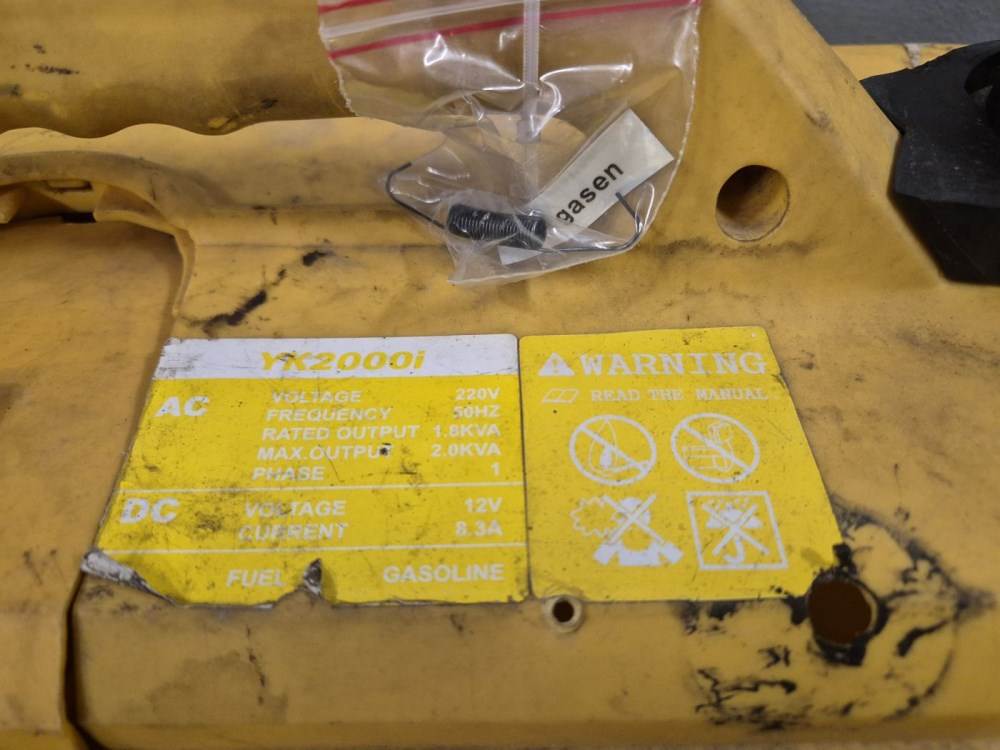 gasen
YK2000i
AC
VOLTAGE 220V
FREQUENCY 50HZ
RATED OUTPUT 1.8KVA
MAX.OUTPUT 2.0KVA
PHASE 1
DC
VOLTAGE 12V
CURRENT 8.3A
FUEL GASOLINE
WARNING
READ THE MANUAL